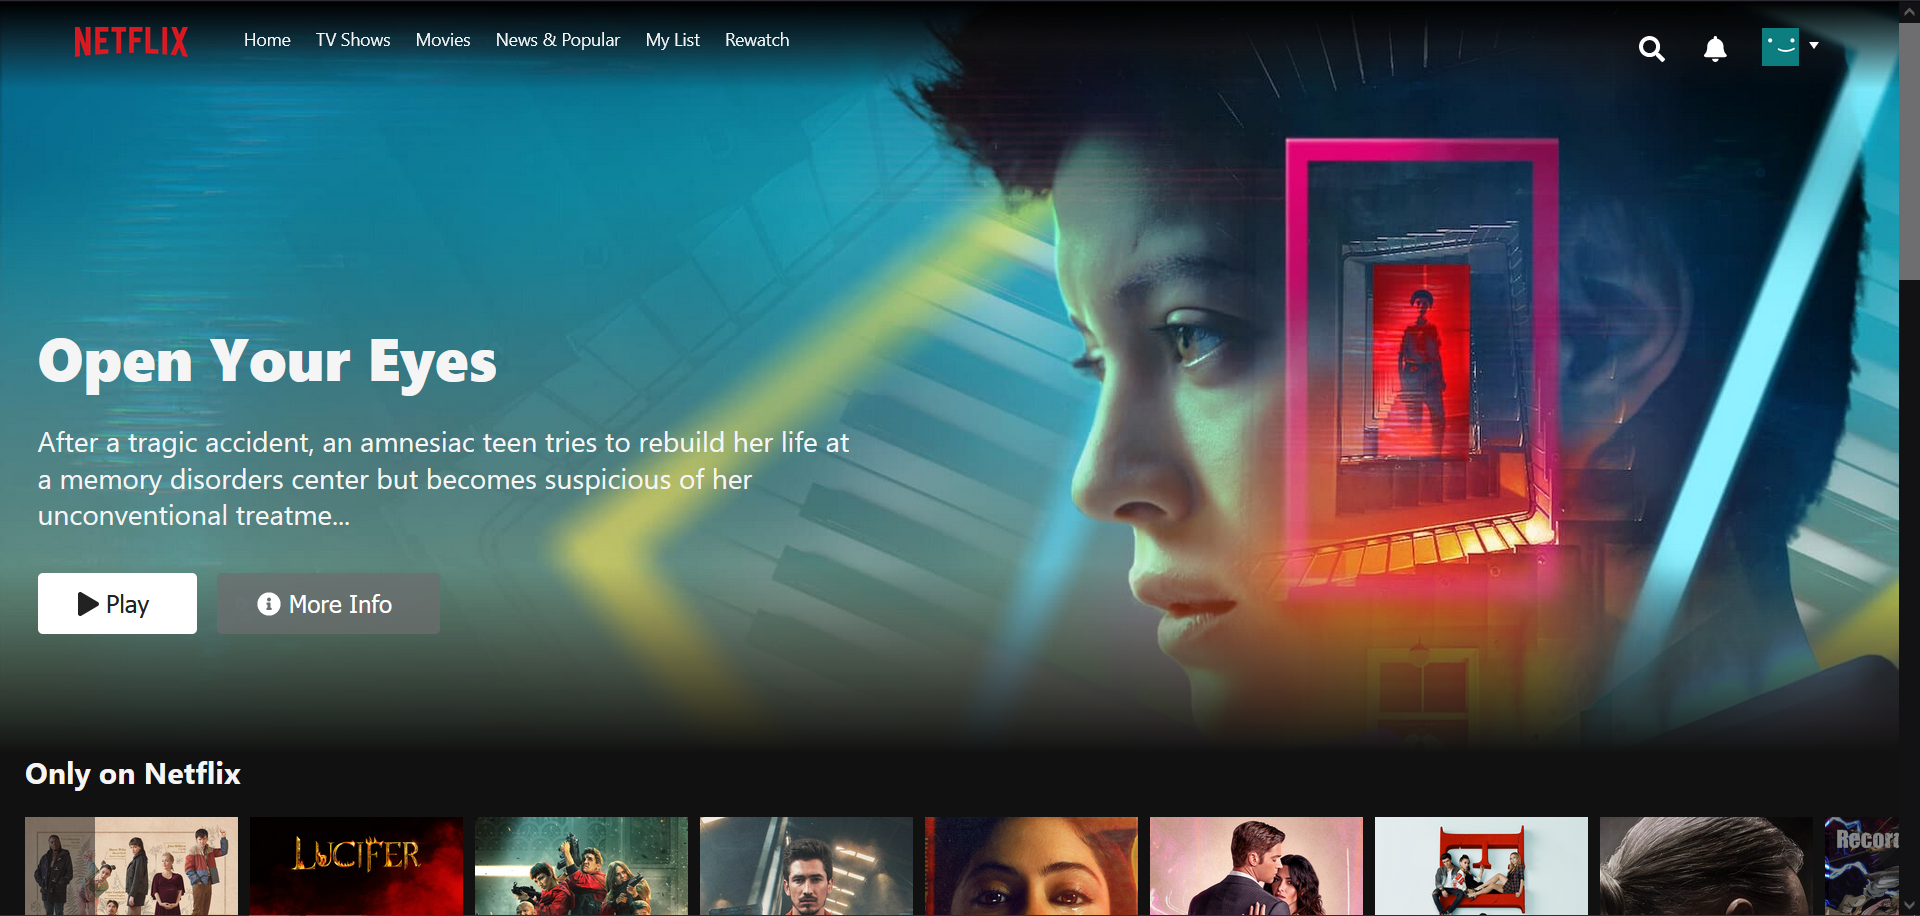 NETFLIX Home TV Shows Movies News & Popular My List Rewatch
Open Your Eyes
After a tragic accident, an amnesiac teen tries to rebuild her life at
a memory disorders center but becomes suspicious of her
unconventional treatme...
Play More Info
Only on Netflix
LUCIFER
Record